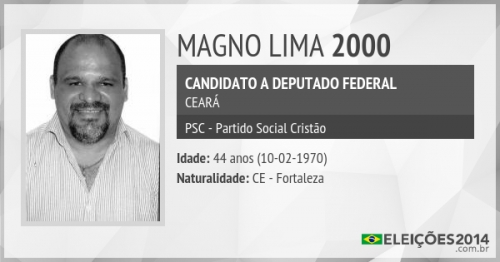 MAGNO LIMA 2000
CANDIDATO A DEPUTADO FEDERAL
CEARÁ
PSC - Partido Social Cristão
Idade: 44 anos (10-02-1970)
Naturalidade: CE - Fortaleza
ELEIÇÕES2014
.com.br